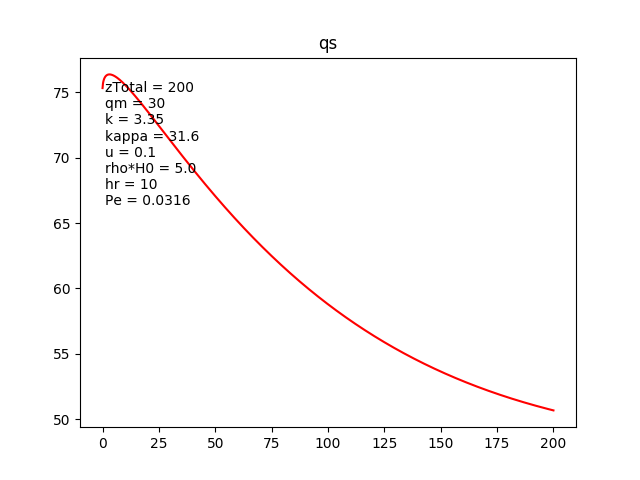 qs
75
70
65
60
55
50
zTotal = 200
qm = 30
k = 3.35
kappa = 31.6
u = 0.1
rho*H0 = 5.0
hr = 10
Pe = 0.0316
0 25 50 75 100 125 150 175 200